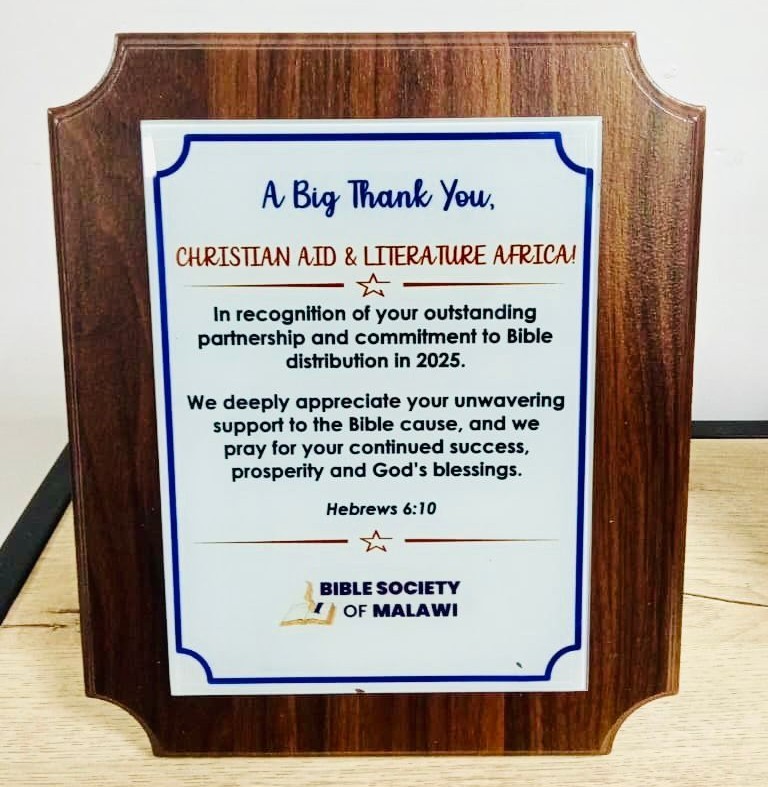 A Big Thank You,
CHRISTIAN AID & LITERATURE AFRICA!
In recognition of your outstanding
partnership and commitment to Bible
distribution in 2025.
We deeply appreciate your unwavering
support to the Bible cause, and we
pray for your continued success,
prosperity and God's blessings.
Hebrews 6:10
BIBLE SOCIETY
OF MALAWI